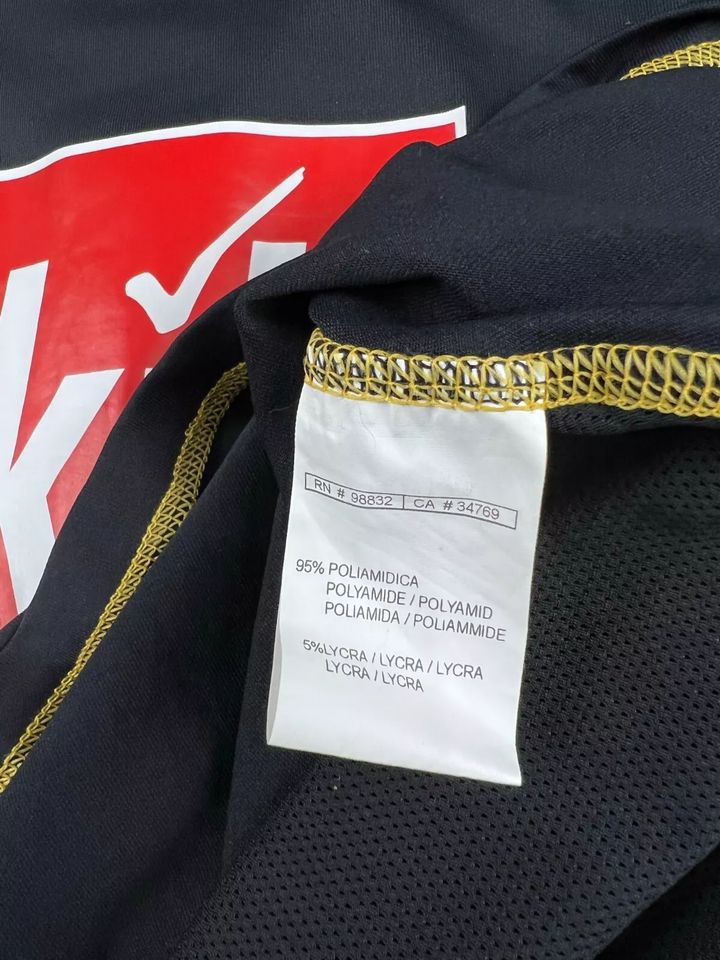 RN # 98832 | CA # 34769
95% POLIAMIDICA
POLYAMIDE / POLYAMID
POLIAMIDA / POLIAMMIDE
5%LYCRA / LYCRA / LYCRA
LYCRA / LYCRA